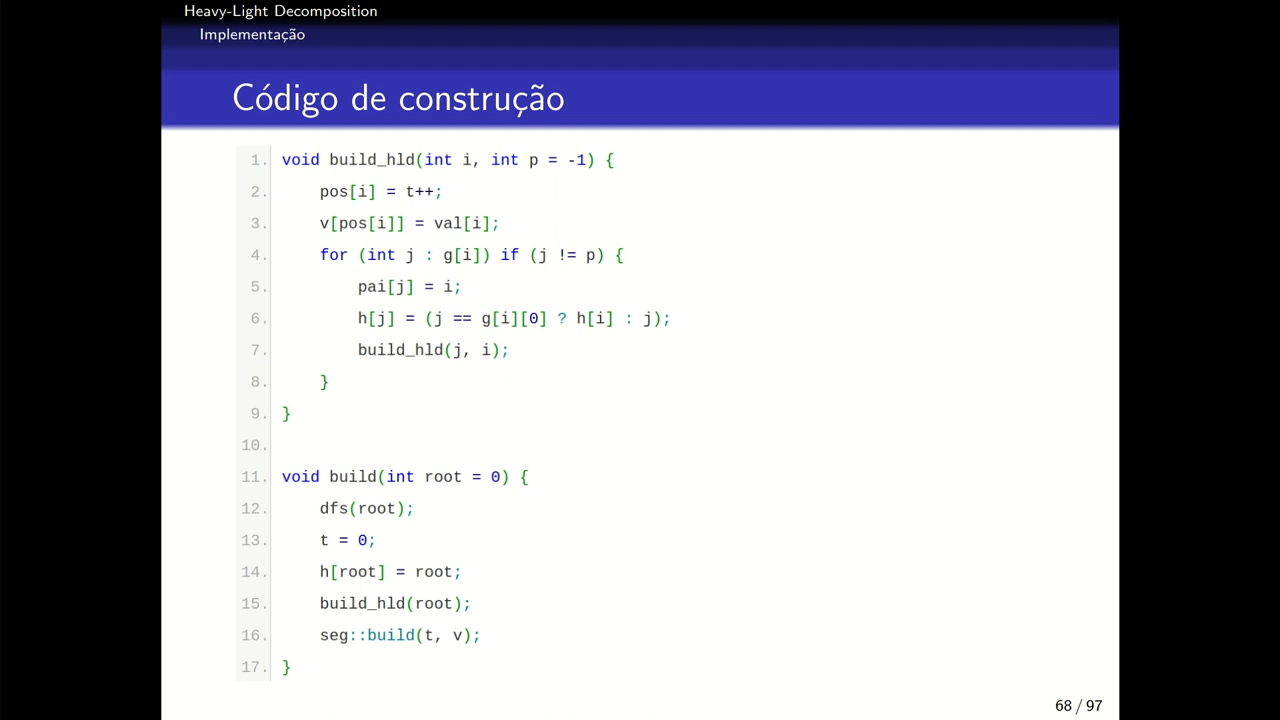 Heavy-Light Decomposition
Implementação
Código de construção
1. void build_hld(int i, int p = -1) {
2.     pos[i] = t++;
3.     v[pos[i]] = val[i];
4.     for (int j : g[i]) if (j != p) {
5.         pai[j] = i;
6.         h[j] = (j == g[i][0] ? h[i] : j);
7.         build_hld(j, i);
8.     }
9. }
10.
11. void build(int root = 0) {
12.     dfs(root);
13.     t = 0;
14.     h[root] = root;
15.     build_hld(root);
16.     seg::build(t, v);
17. }
68 / 97